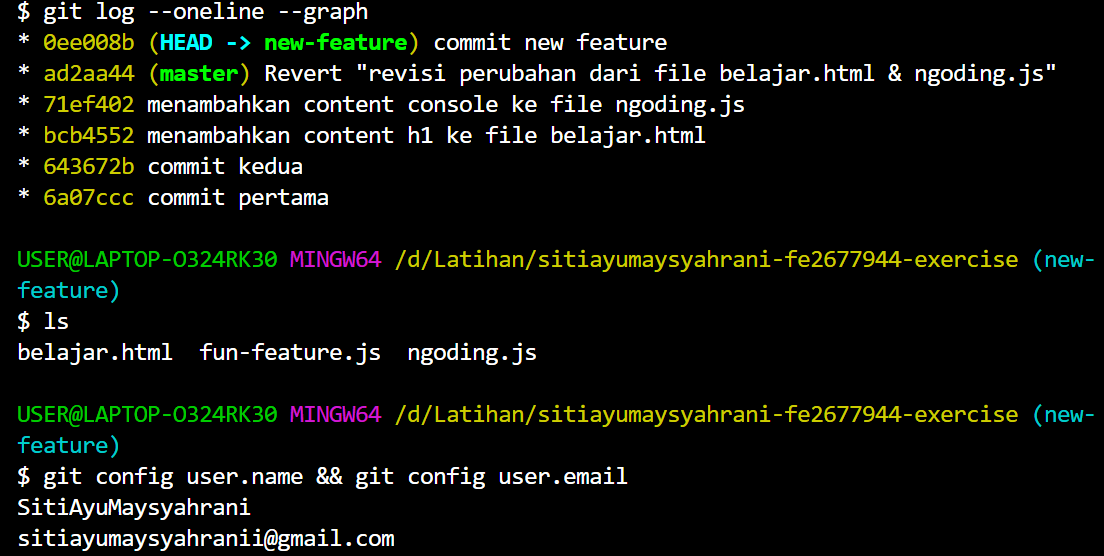 $ git log --oneline --graph
* 0ee008b (HEAD -> new-feature) commit new feature
* ad2aa44 (master) Revert "revisi perubahan dari file belajar.html & ngoding.js"
* 71ef402 menambahkan content console ke file ngoding.js
* bcb4552 menambahkan content h1 ke file belajar.html
* 643672b commit kedua
* 6a07ccc commit pertama
USER@LAPTOP-O324RK30 MINGW64 /d/Latihan/sitiayumaysyahrani-fe2677944-exercise (new-
feature)
$ ls
belajar.html  fun-feature.js  ngoding.js
USER@LAPTOP-O324RK30 MINGW64 /d/Latihan/sitiayumaysyahrani-fe2677944-exercise (new-
feature)
$ git config user.name && git config user.email
SitiAyuMaysyahrani
sitiayumaysyahranii@gmail.com